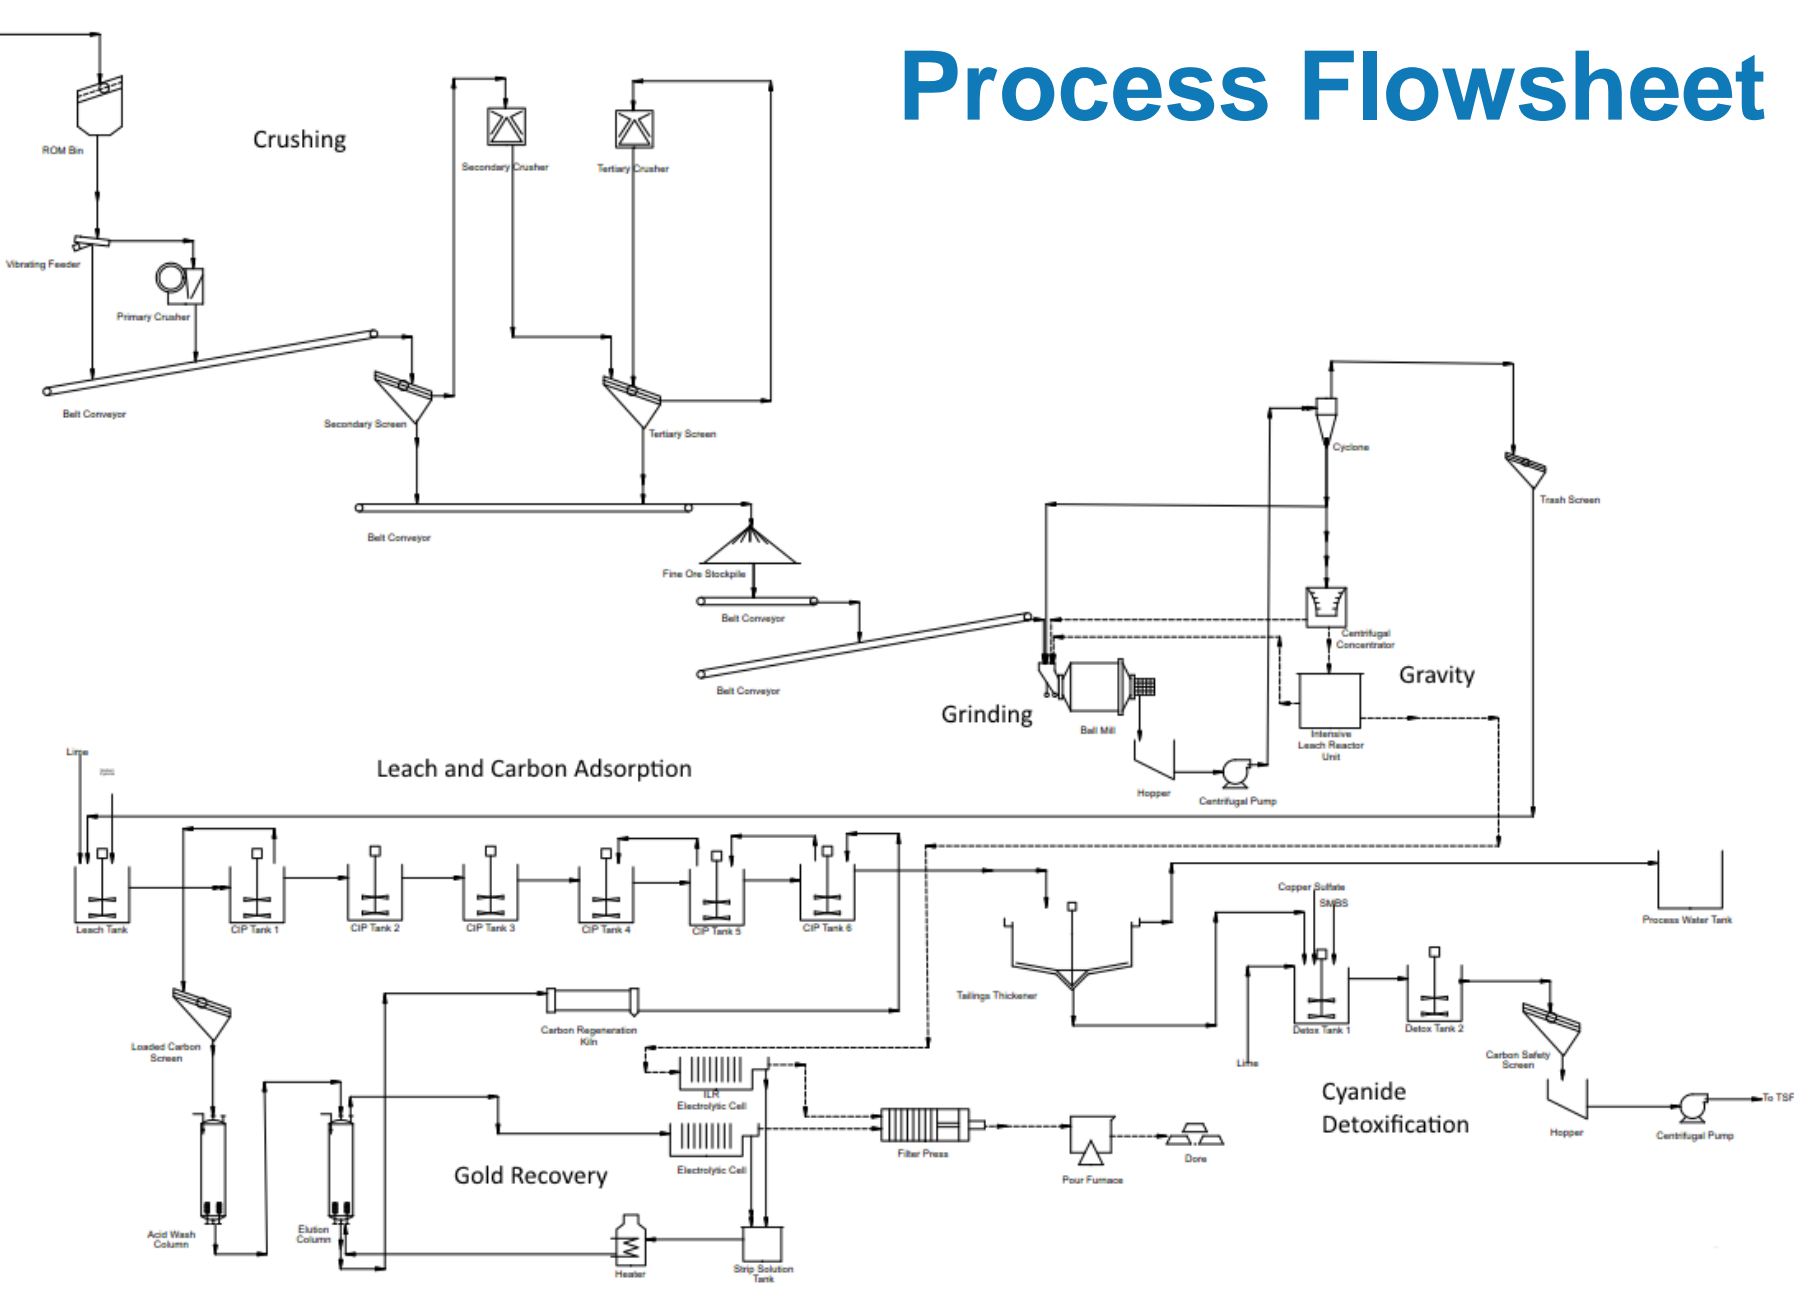 Process Flowsheet
Crushing
ROM Bin
Secondary Crusher
Tertiary Crusher
Vibrating Feeder
Primary Crusher
Belt Conveyor
Secondary Screen
Tertiary Screen
Cyclone
Trash Screen
Belt Conveyor
Fine Ore Stockpile
Belt Conveyor
Centrifugal
Concentrator
Gravity
Belt Conveyor
Grinding
Ball Mill
Intensive
Leach Reactor
Unit
Hopper
Centrifugal Pump
Lime
Leach and Carbon Adsorption
Leach Tank
CIP Tank 1
CIP Tank 2
CIP Tank 3
CIP Tank 4
CIP Tank 5
CIP Tank 6
Copper Sulfate
SMBS
Process Water Tank
Tailings Thickener
Detox Tank 1
Detox Tank 2
Lime
Carbon Safety
Screen
Loaded Carbon
Screen
Carbon Regeneration
Kiln
ILR
Electrolytic Cell
Cyanide
Detoxification
To TSF
Hopper
Centrifugal Pump
Gold Recovery
Electrolytic Cell
Filter Press
Pour Furnace
Dore
Acid Wash
Column
Elution
Column
Heater
Strip Solution
Tank